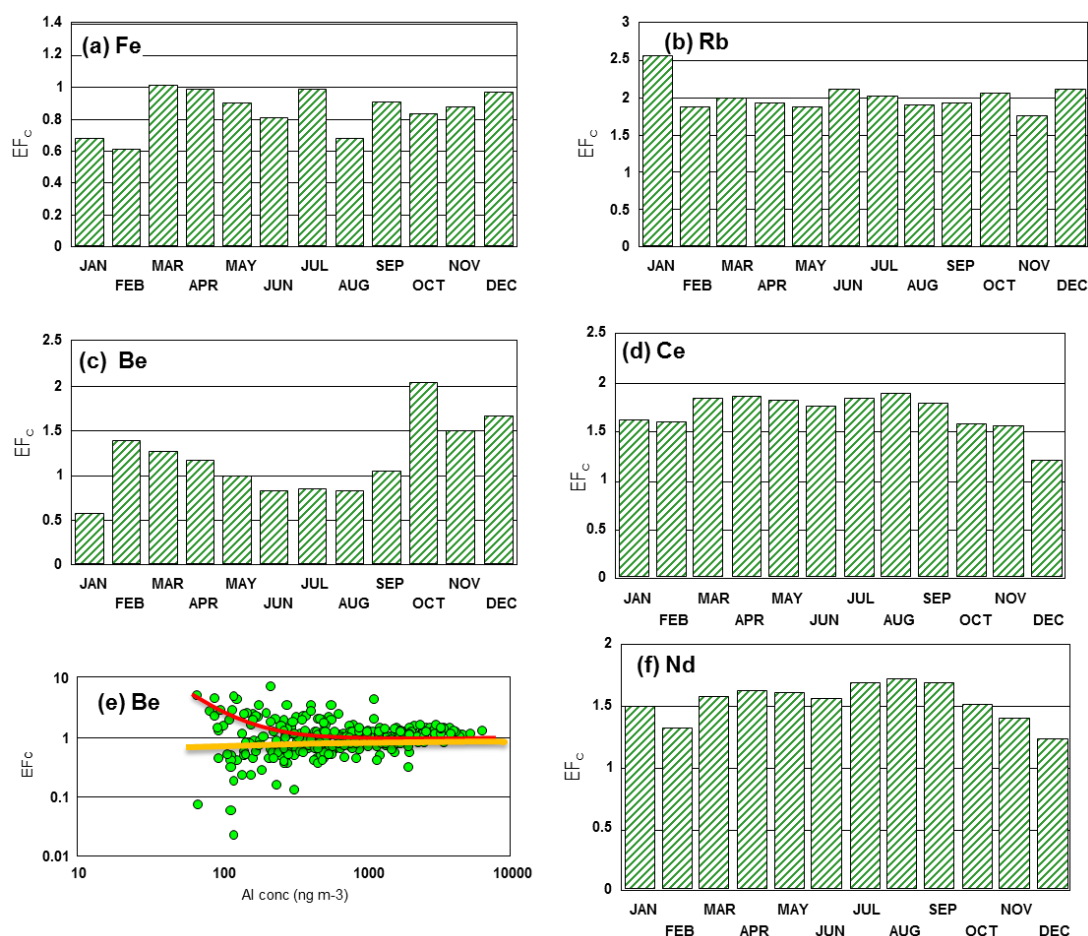 (a) Fe
1.4
1.2
1
0.8
0.6
0.4
0.2
0
EFC
JAN MAR MAY JUL SEP NOV
FEB APR JUN AUG OCT DEC
(b) Rb
3
2.5
2
1.5
1
0.5
0
EFC
JAN MAR MAY JUL SEP NOV
FEB APR JUN AUG OCT DEC
(c) Be
2.5
2
1.5
1
0.5
0
EFC
JAN MAR MAY JUL SEP NOV
FEB APR JUN AUG OCT DEC
(d) Ce
2.5
2
1.5
1
0.5
0
EFC
JAN MAR MAY JUL SEP NOV
FEB APR JUN AUG OCT DEC
(e) Be
10
1
0.1
0.01
EFc
10 100 1000 10000
Al conc (ng m-3)
(f) Nd
2
1.5
1
0.5
0
EFC
JAN MAR MAY JUL SEP NOV
FEB APR JUN AUG OCT DEC